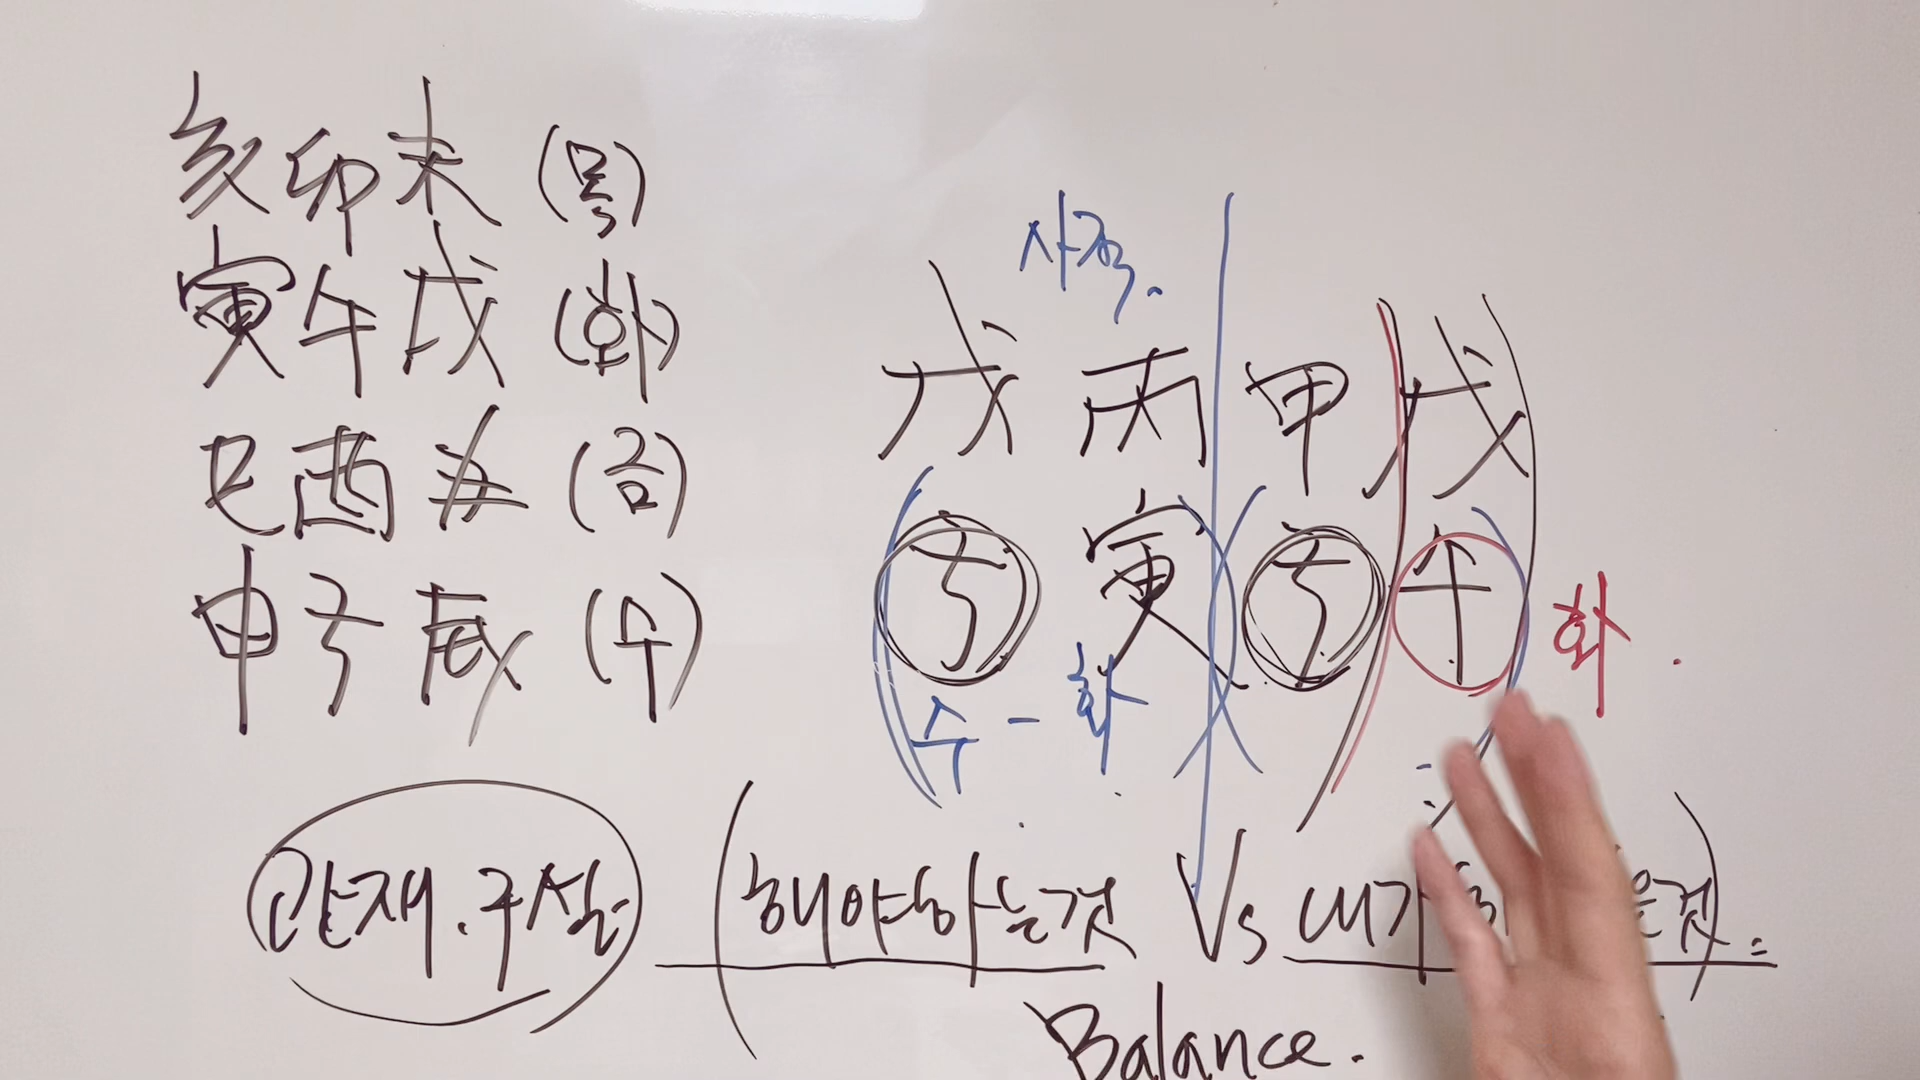 亥卯未 (목)
寅午戌 (화)
巳酉丑 (금)
申子辰 (수)
사적.
戊丙甲戊
子寅子午
화
수 - 화
관재.구설
(해야하는것 Vs 내가
Balance.